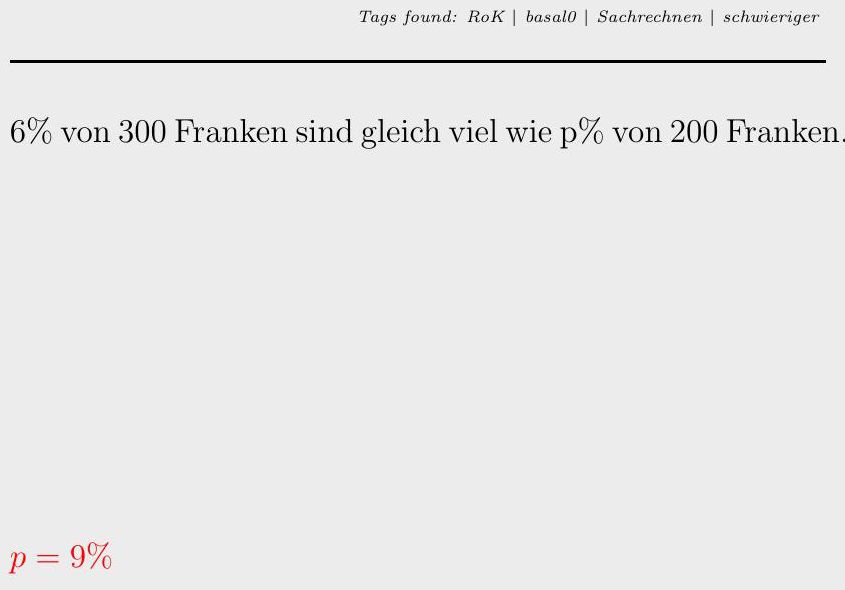 Tags found: RoK | basal0 | Sachrechnen | schwieriger
6% von 300 Franken sind gleich viel wie p% von 200 Franken.
p = 9%